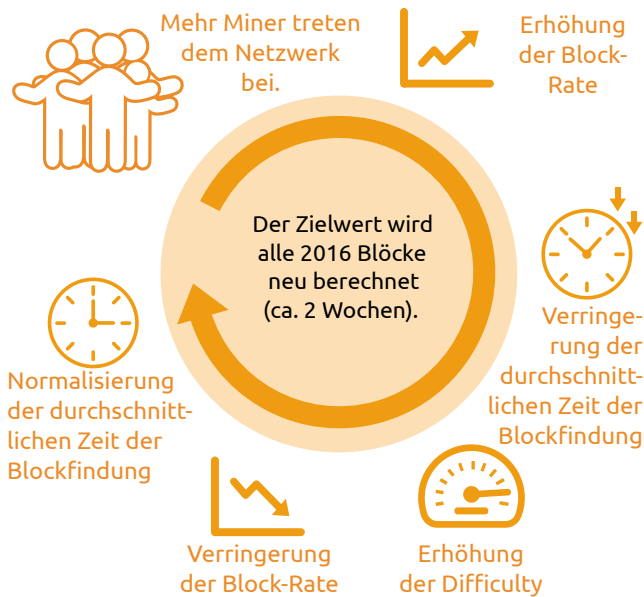 Mehr Miner treten
dem Netzwerk
bei.
Erhöhung
der Block-
Rate
Der Zielwert wird
alle 2016 Blöcke
neu berechnet
(ca. 2 Wochen).
Verringe-
rung der
durchschnitt-
lichen Zeit der
Blockfindung
Erhöhung
der Difficulty
Verringerung
der Block-Rate
Normalisierung
der durchschnitt-
lichen Zeit der
Blockfindung